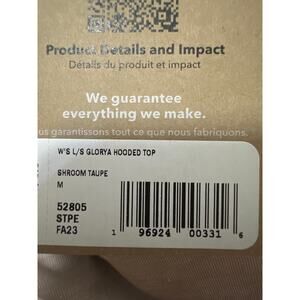 Product Details and Impact
Détails du produit et impact
We guarantee
everything we make.
us garantissons tout ce que nous fabriquons.
W'S L/S GLORYA HOODED TOP
SHROOM TAUPE
M
52805
STPE
FA23
1 96924 00331 6